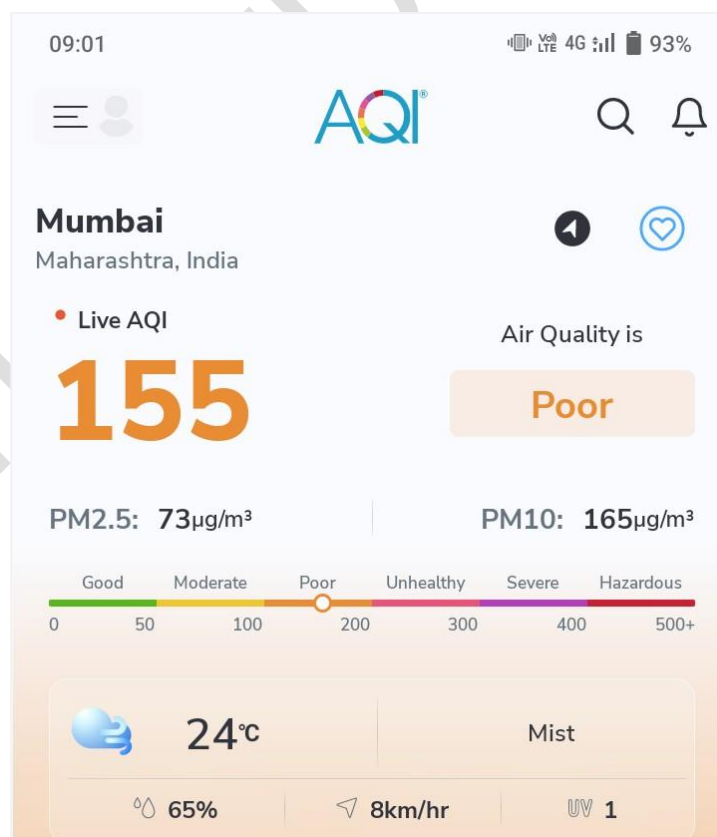 09:01 Vo) LTE 4G 93%
AQI®
Mumbai
Maharashtra, India
Live AQI
155
Air Quality is
Poor
PM2.5: 73µg/m³ PM10: 165µg/m³
Good Moderate Poor Unhealthy Severe Hazardous
0 50 100 200 300 400 500+
24°C Mist
65% 8km/hr UV 1